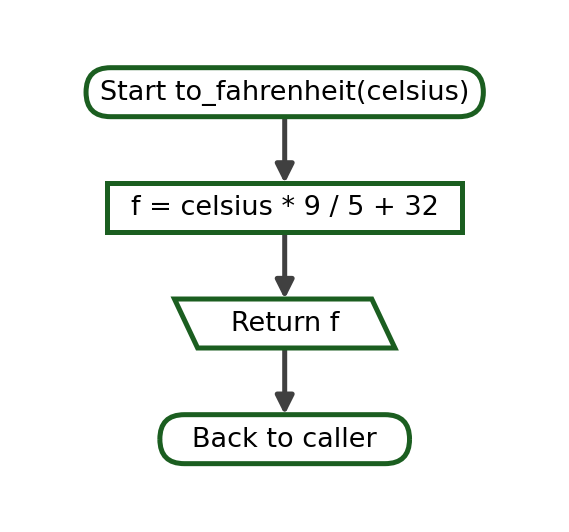 Start to_fahrenheit(celsius)
f = celsius * 9 / 5 + 32
Return f
Back to caller